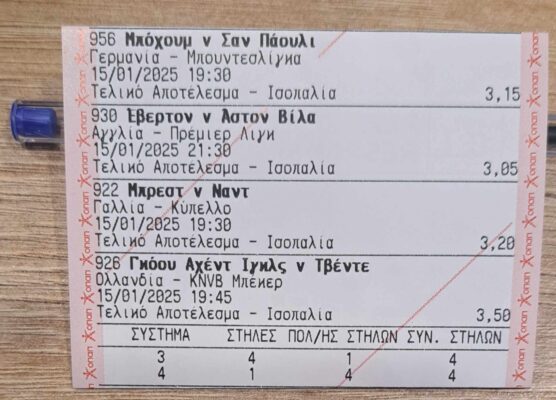 956 Μπόχουμ v Σαν Πάουλι
Γερμανία - Μπουντεσλίγκα
15/01/2025 19:30
Τελικό Αποτέλεσμα - Ισοπαλία 3,15
930 Έβερτον v Άστον Βίλα
Αγγλία - Πρέμιερ Λιγκ
15/01/2025 21:30
Τελικό Αποτέλεσμα - Ισοπαλία 3,05
922 Μπρεστ v Ναντ
Γαλλία - Κύπελλο
15/01/2025 19:30
Τελικό Αποτέλεσμα - Ισοπαλία 3,20
926 Γκόου Αχέντ Ιγκλς v Τβέντε
Ολλανδία - KNVB Μπέκερ
15/01/2025 19:45
Τελικό Αποτέλεσμα - Ισοπαλία 3,50
ΣΥΣΤΗΜΑ ΣΤΗΛΕΣ ΠΟΛ/ΗΣ ΣΤΗΛΩΝ ΣΥΝ. ΣΤΗΛΩΝ
3 4 1 4
4 1 4 4